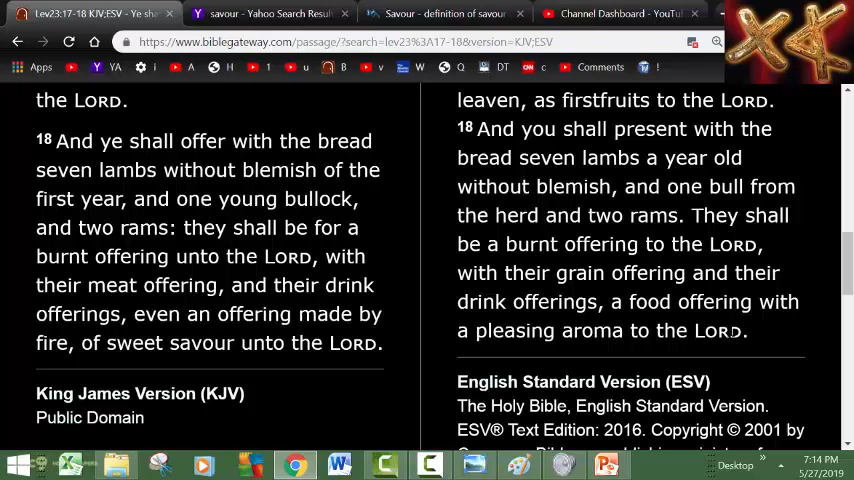 Lev23:17-18 KJV;ESV - Ye sha
savour - Yahoo Search Resul
Savour - definition of savour
Channel Dashboard - YouTu
https://www.biblegateway.com/passage/?search=lev23%3A17-18&version=KJV;ESV
Apps Y YA i A S H 1 u B v W S Q DT CNN c Comments !
the LORD.
18 And ye shall offer with the bread
seven lambs without blemish of the
first year, and one young bullock,
and two rams: they shall be for a
burnt offering unto the LORD, with
their meat offering, and their drink
offerings, even an offering made by
fire, of sweet savour unto the LORD.
King James Version (KJV)
Public Domain
leaven, as firstfruits to the LORD.
18 And you shall present with the
bread seven lambs a year old
without blemish, and one bull from
the herd and two rams. They shall
be a burnt offering to the LORD,
with their grain offering and their
drink offerings, a food offering with
a pleasing aroma to the LORD.
English Standard Version (ESV)
The Holy Bible, English Standard Version.
ESV® Text Edition: 2016. Copyright © 2001 by
Desktop
7:14 PM
5/27/2019